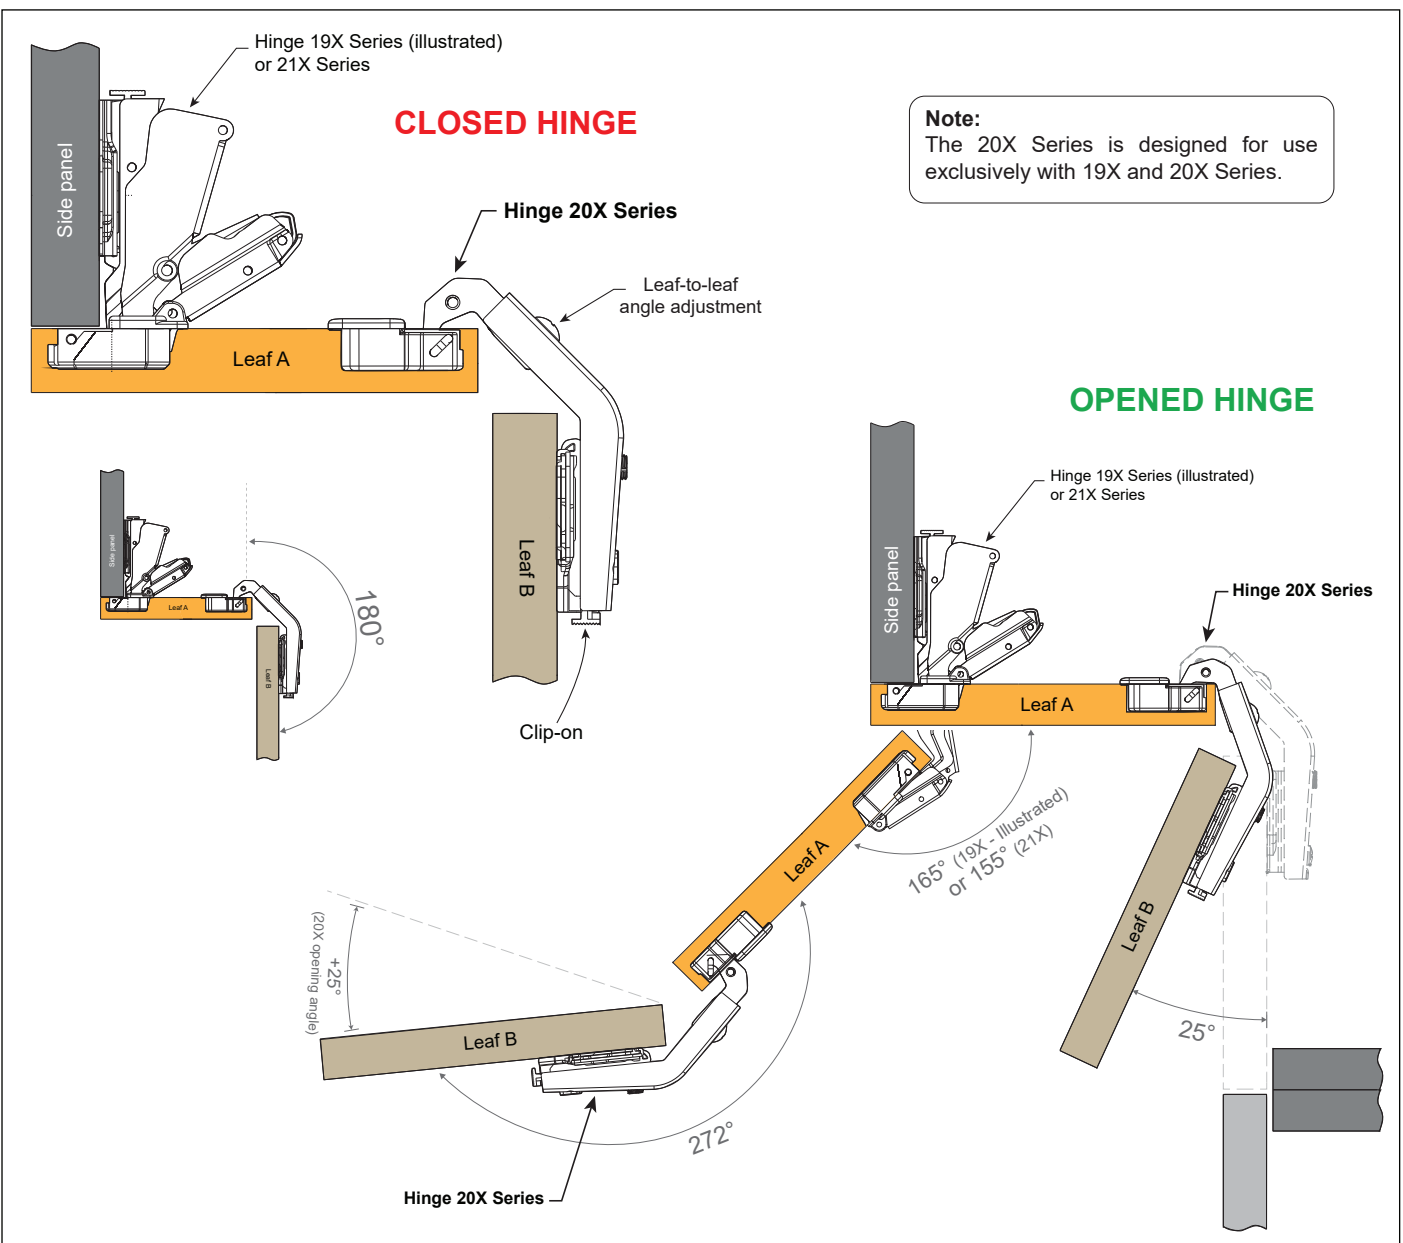 Hinge 19X Series (illustrated)
or 21X Series
CLOSED HINGE
Note:
The 20X Series is designed for use
exclusively with 19X and 20X Series.
Side panel
Hinge 20X Series
Leaf-to-leaf
angle adjustment
Leaf A
Leaf B
Clip-on
Side panel
Leaf A
Leaf B
180°
OPENED HINGE
Hinge 19X Series (illustrated)
or 21X Series
Side panel
Hinge 20X Series
Leaf A
Leaf A
165° (19X - Illustrated)
or 155° (21X)
Leaf B
25°
+25°
(20X opening angle)
Leaf B
272°
Hinge 20X Series